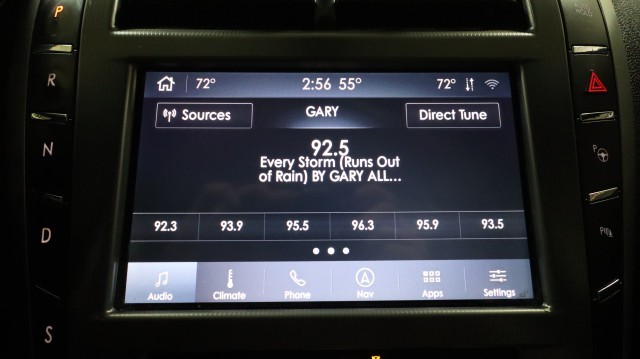 P
R
N
D
S
72° 2:56 55° 72°
Sources GARY Direct Tune
92.5
Every Storm (Runs Out
of Rain) BY GARY ALL...
92.3 93.9 95.5 96.3 95.9 93.5
Audio Climate Phone Nav Apps Settings
P